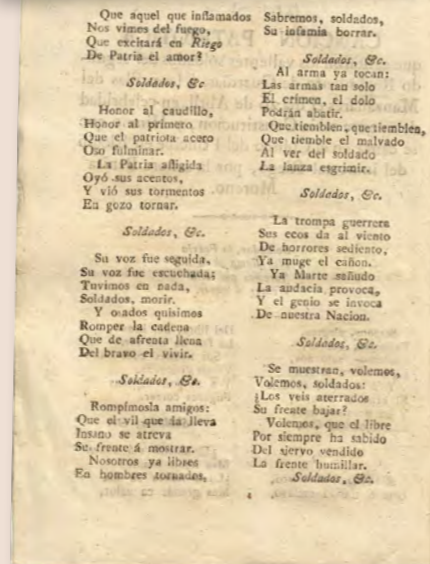 Que aquel que inflamados
Nos vimes del fuego,
Que excitará en Riego
De Patria el amor?
Soldados, &c
Honor al caudillo,
Honor al primero
Que el patriota acero
Oso fulminar.
La Patria afligida
Oyó sus acentos,
Y vió sus tormentos
En gozo tornar.
Soldados, &c.
Su voz fue seguida,
Su voz fue escuchada;
Tuvimos en nada,
Soldados, morir.
Y osados quisimos
Romper la cadena
Que de afrenta llena
Del bravo el vivir.
Soldados, &c.
Rompímosla amigos:
Que el vil que la lleva
Insano se atreva
Se frente á mostrar.
Nosotros ya libres
En hombres tornados,
Sabremos, soldados,
Su infamia borrar.
Soldados, &c.
Al arma ya tocan:
Las armas tan solo
El crimen, el dolo
Podrán abatir.
Que tiemblen, que tiemblen,
Que tiemble el malvado
Al ver del soldado
La lanza esgrimir.
Soldados, &c.
La trompa guerrera
Sus ecos da al viento
De horrores sediento,
Ya muge el cañon.
Ya Marte sañudo
La audacia provoca,
Y el genio se invoca
De nuestra Nacion.
Soldados, &c.
Se muestran, volemos,
Volemos, soldados:
¿Los veis aterrados
Su frente bajar?
Volemos, que el libre
Por siempre ha sabido
Del siervo vendido
La frente humillar.
Soldados, &c.